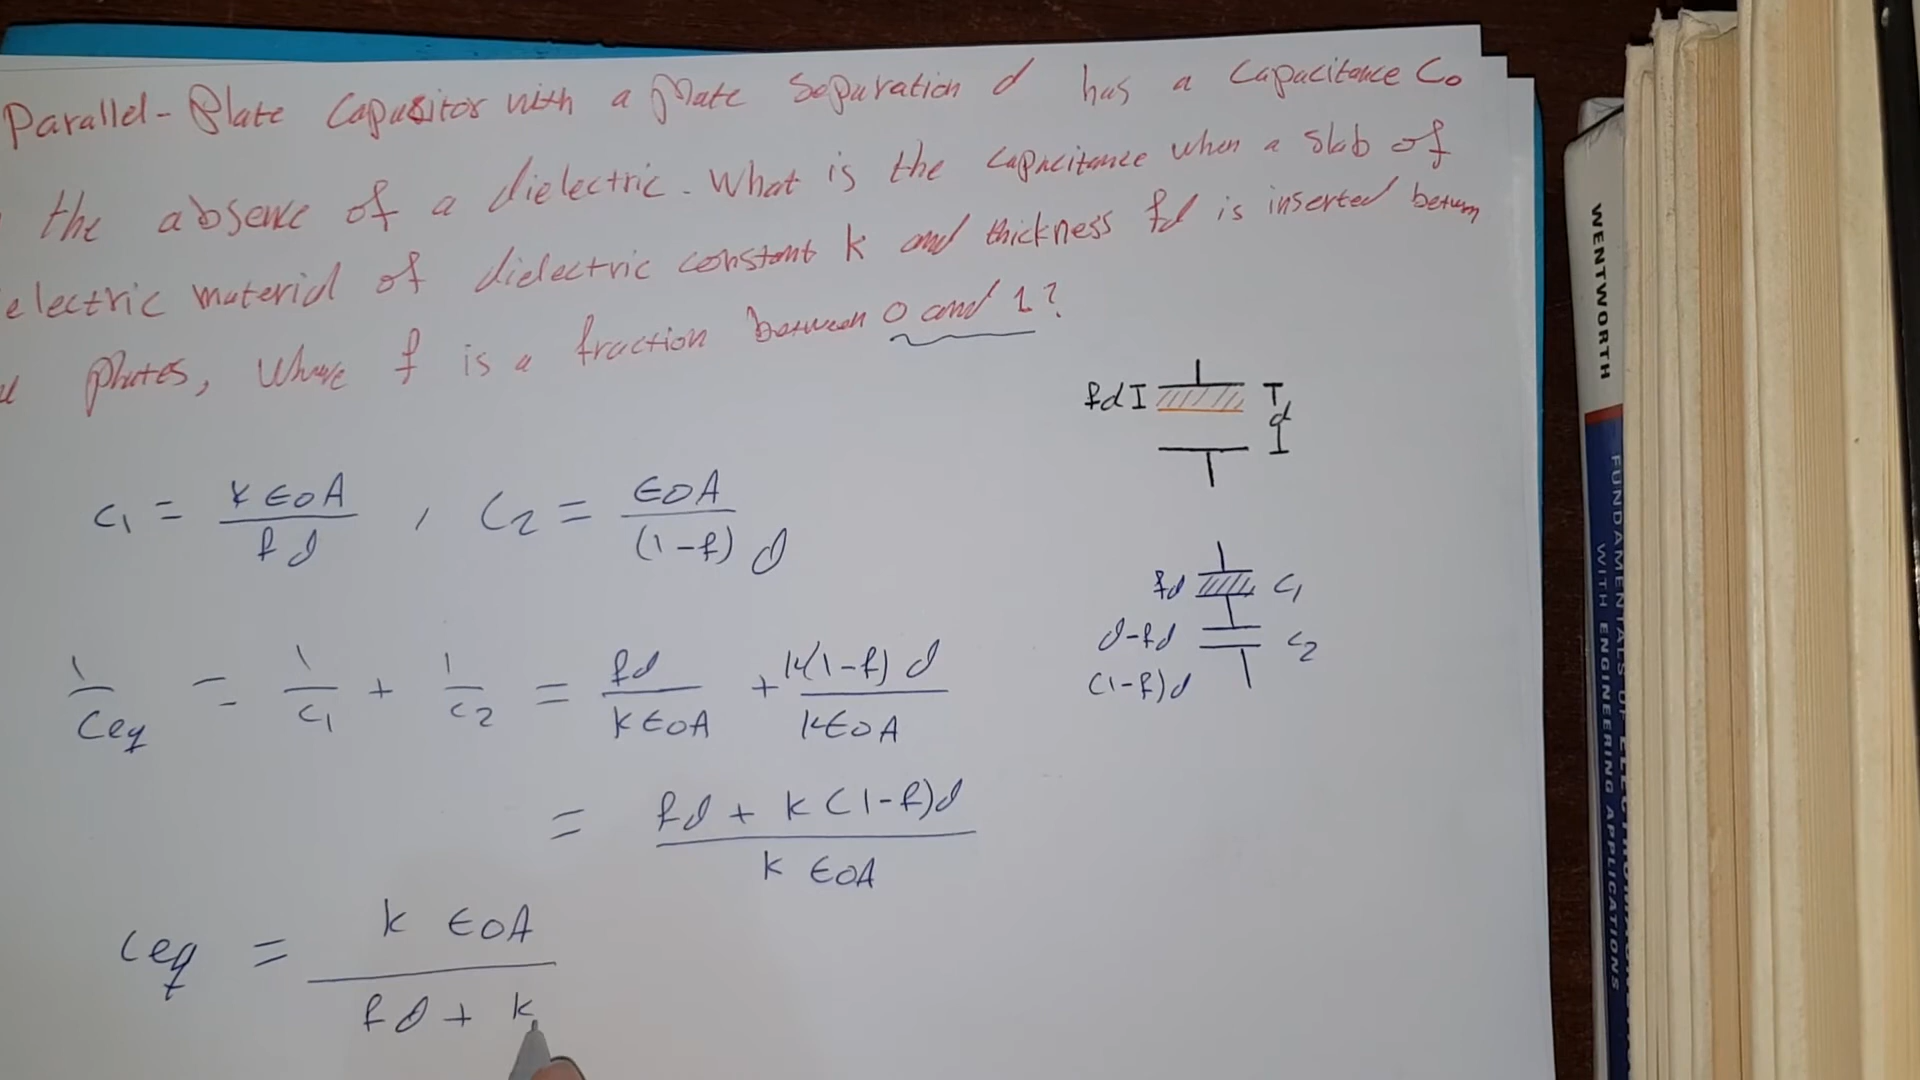 Parallel-Plate Capacitor with a plate separation d has a capacitance Co
the absence of a dielectric. What is the capacitance when a slab of
electric material of dielectric constant k and thickness fd is inserted between
plates, where f is a fraction between 0 and 1?
fd d
C1 = k ϵ0A / fd , C2 = ϵ0A / (1-f) d
fd C1
d-fd C2
(1-f)d
1/Ceq = 1/C1 + 1/C2 = fd / kϵ0A + k(1-f) d / kϵ0A
= fd + k(1-f)d / k ϵ0A
Ceq = k ϵ0A / fd + k
WENTWORTH
FUNDAMENTALS OF
WITH ENGINEERING APPLICATIONS